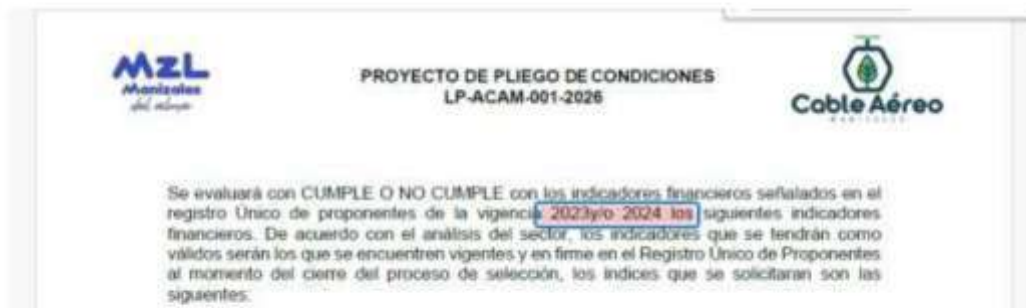 MZL
Manizales
del alma
PROYECTO DE PLIEGO DE CONDICIONES
LP-ACAM-001-2026
Cable Aéreo
MANIZALES
Se evaluará con CUMPLE O NO CUMPLE con los indicadores financieros señalados en el
registro Único de proponentes de la vigencia 2023y/o 2024 los siguientes indicadores
financieros. De acuerdo con el análisis del sector, los indicadores que se tendrán como
válidos serán los que se encuentren vigentes y en firme en el Registro Único de Proponentes
al momento del cierre del proceso de selección, los índices que se solicitaran son las
siguientes: